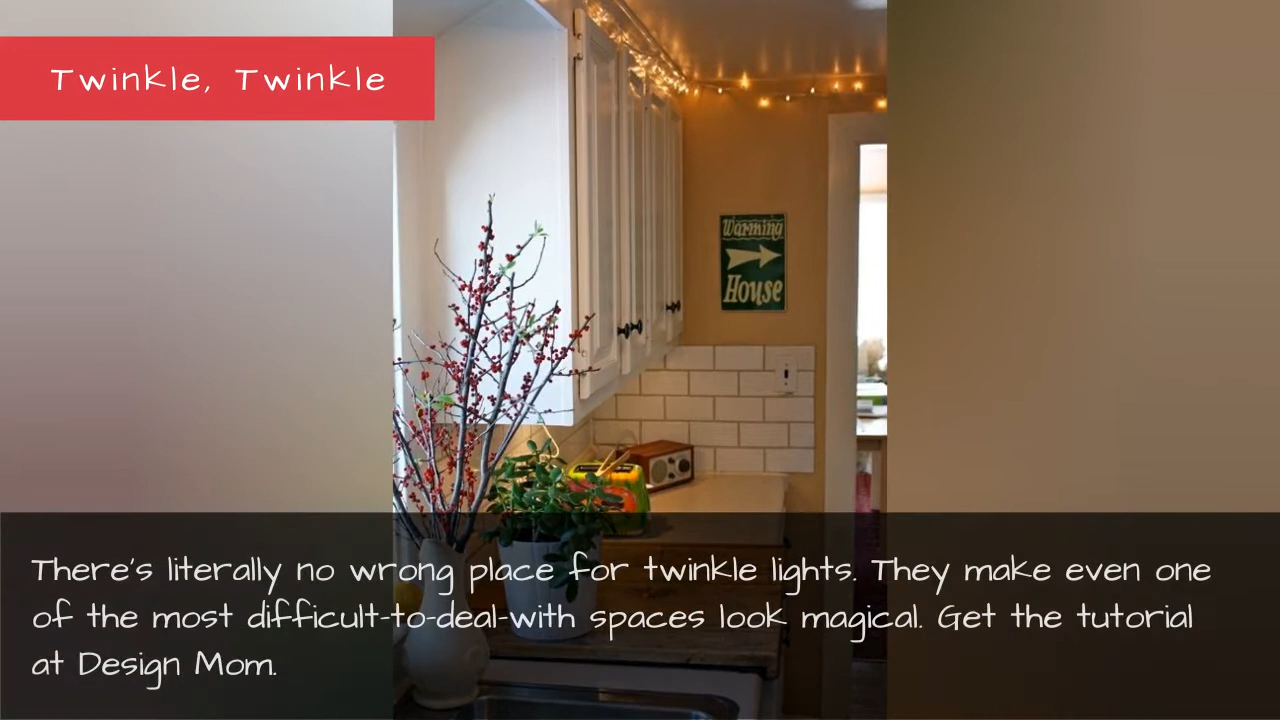 Twinkle, Twinkle
Warming
House
There's literally no wrong place for twinkle lights. They make even one
of the most difficult-to-deal-with spaces look magical. Get the tutorial
at Design Mom.